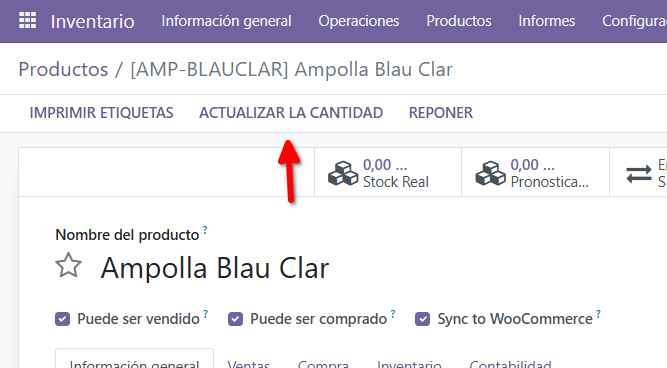 Inventario Información general Operaciones Productos Informes Configura
Productos / [AMP-BLAUCLAR] Ampolla Blau Clar
IMPRIMIR ETIQUETAS ACTUALIZAR LA CANTIDAD REPONER
0,00 ... 0,00 ... E
Stock Real Pronostica... Sa
Nombre del producto ?
Ampolla Blau Clar
Puede ser vendido ? Puede ser comprado ? Sync to WooCommerce ?
Información general Ventas Compra Inventario Contabilidad